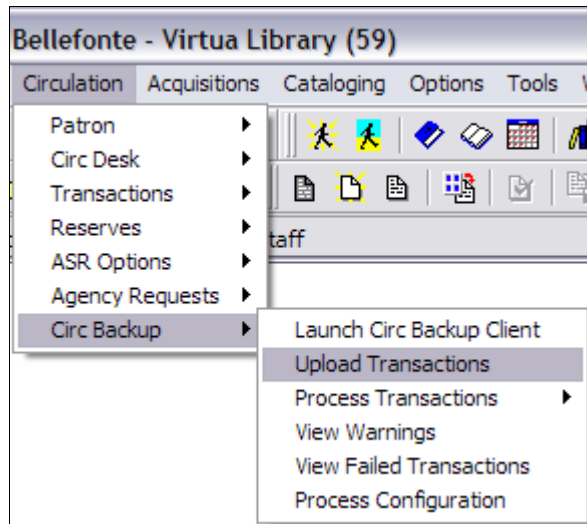 Bellefonte - Virtua Library (59)
Circulation Acquisitions Cataloging Options Tools
Patron
Circ Desk
Transactions
Reserves
taff
ASR Options
Agency Requests
Circ Backup
Launch Circ Backup Client
Upload Transactions
Process Transactions
View Warnings
View Failed Transactions
Process Configuration